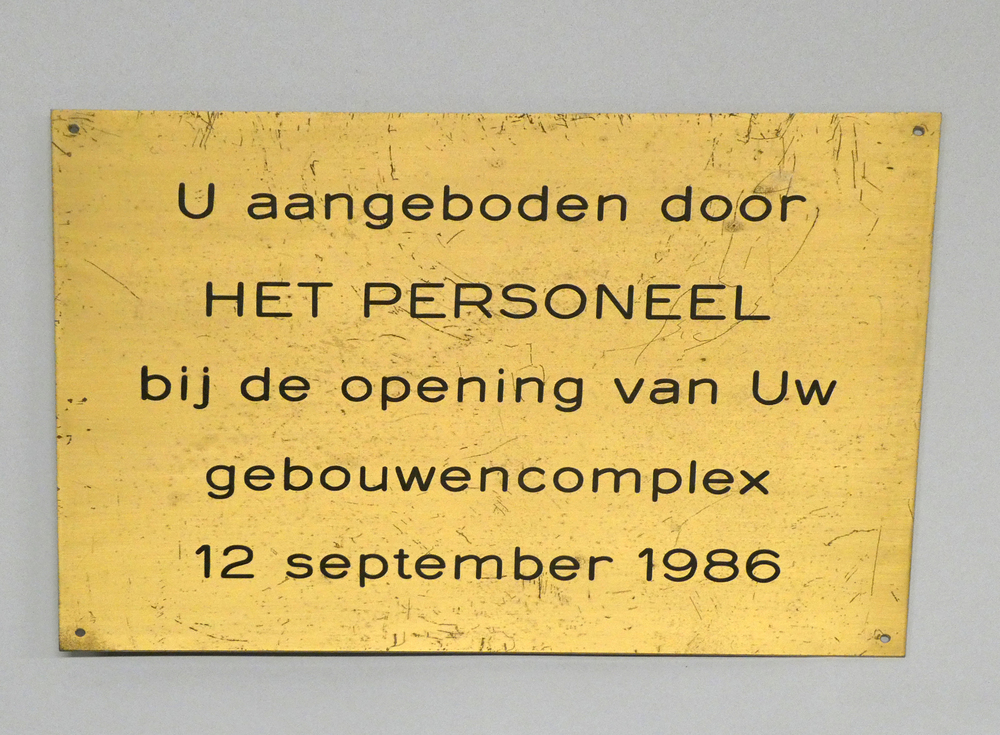 U aangeboden door
HET PERSONEEL
bij de opening van Uw
gebouwencomplex
12 september 1986